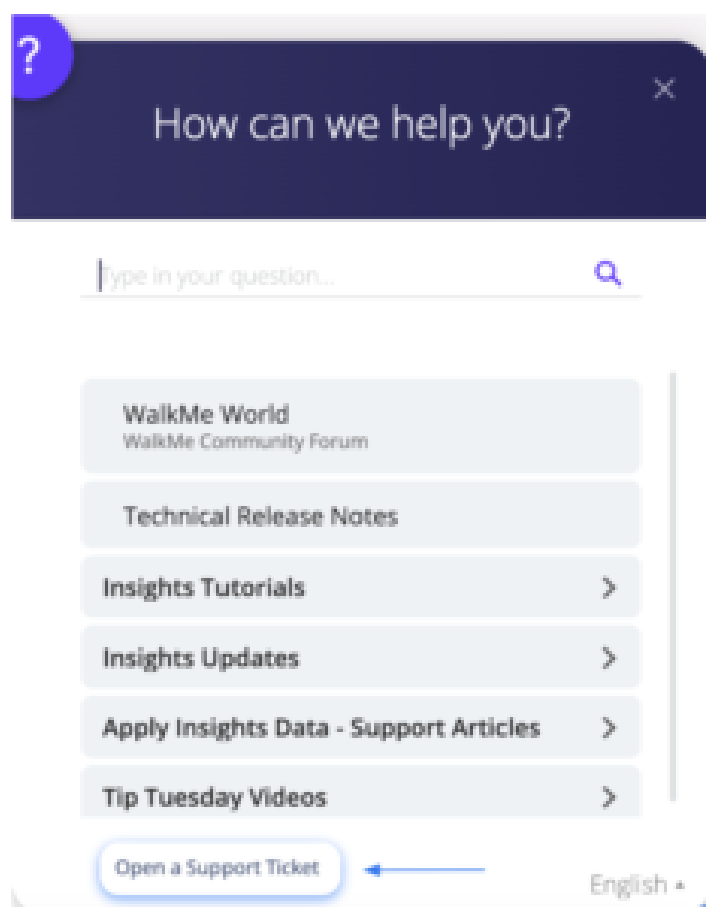 ?
How can we help you?
Type in your question...
WalkMe World
WalkMe Community Forum
Technical Release Notes
Insights Tutorials
Insights Updates
Apply Insights Data - Support Articles
Tip Tuesday Videos
Open a Support Ticket
English